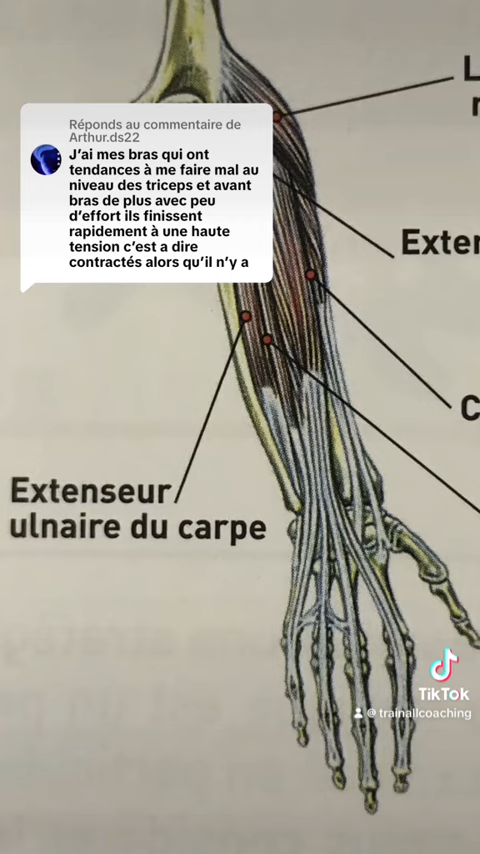 L
Réponds au commentaire de
Arthur.ds22
J'ai mes bras qui ont
tendances à me faire mal au
niveau des triceps et avant
bras de plus avec peu
d'effort ils finissent
rapidement à une haute
tension c'est a dire
contractés alors qu'il n'y a
Exter
C
Extenseur
ulnaire du carpe
TikTok
@trainallcoaching